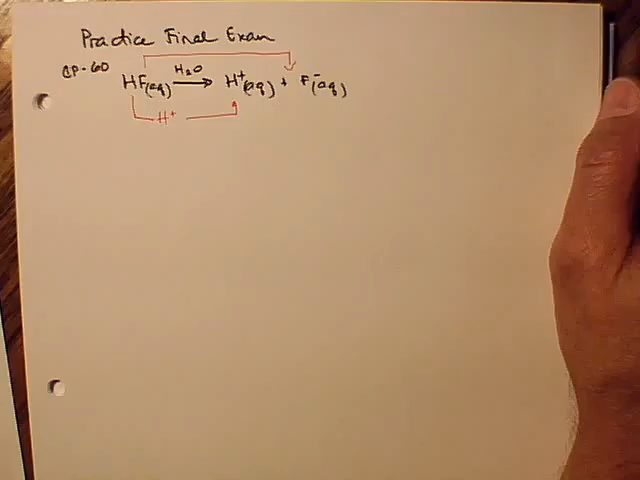 Practice Final Exam
CP-60 HF(aq) H₂O → H⁺(aq) + F⁻(aq)
H⁺